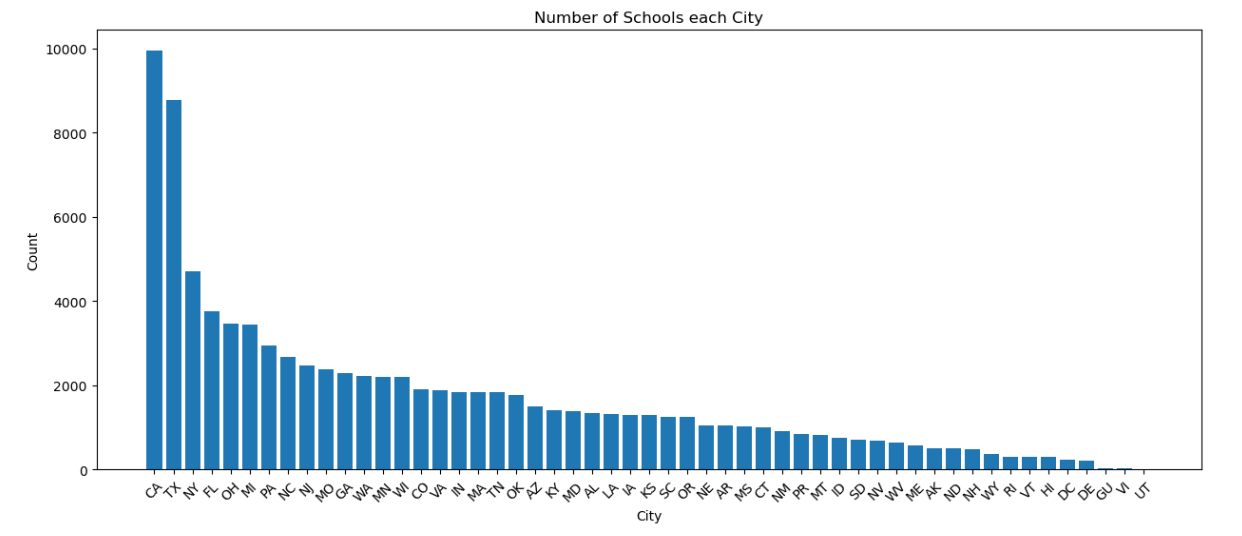 Number of Schools each City
10000
8000
6000
4000
2000
0
Count
CA TX NY FL OH MI PA NC NJ MO GA WA MN WI CO VA IN MA TN OK AZ KY MD AL LA IA KS SC OR NE AR MS CT NM PR MT ID SD NV WV ME AK ND NH WY RI VT HI DC DE GU VI UT
City